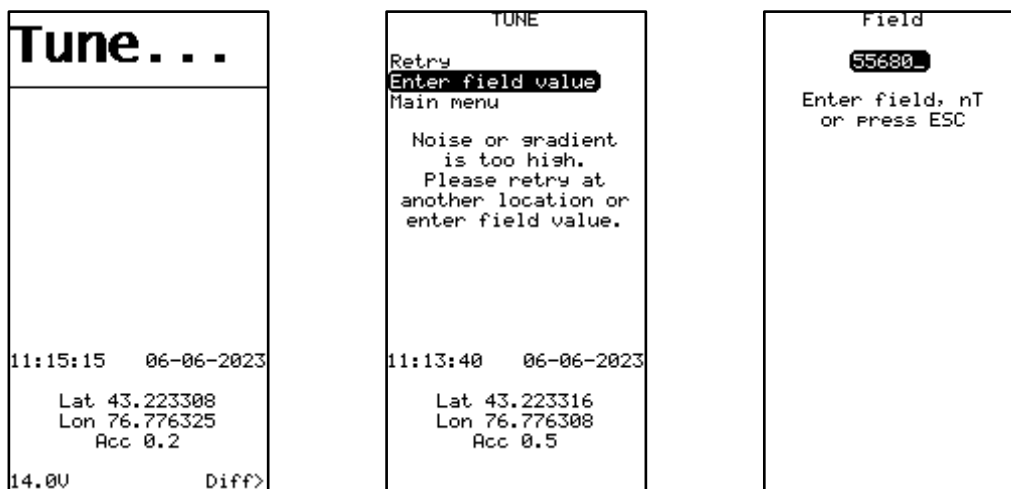 Tune...
11:15:15 06-06-2023
Lat 43.223308
Lon 76.776325
Acc 0.2
14.0V Diff>
TUNE
Retry
Enter field value
Main menu
Noise or gradient
is too high.
Please retry at
another location or
enter field value.
11:13:40 06-06-2023
Lat 43.223316
Lon 76.776308
Acc 0.5
Field
55680_
Enter field, nT
or press ESC